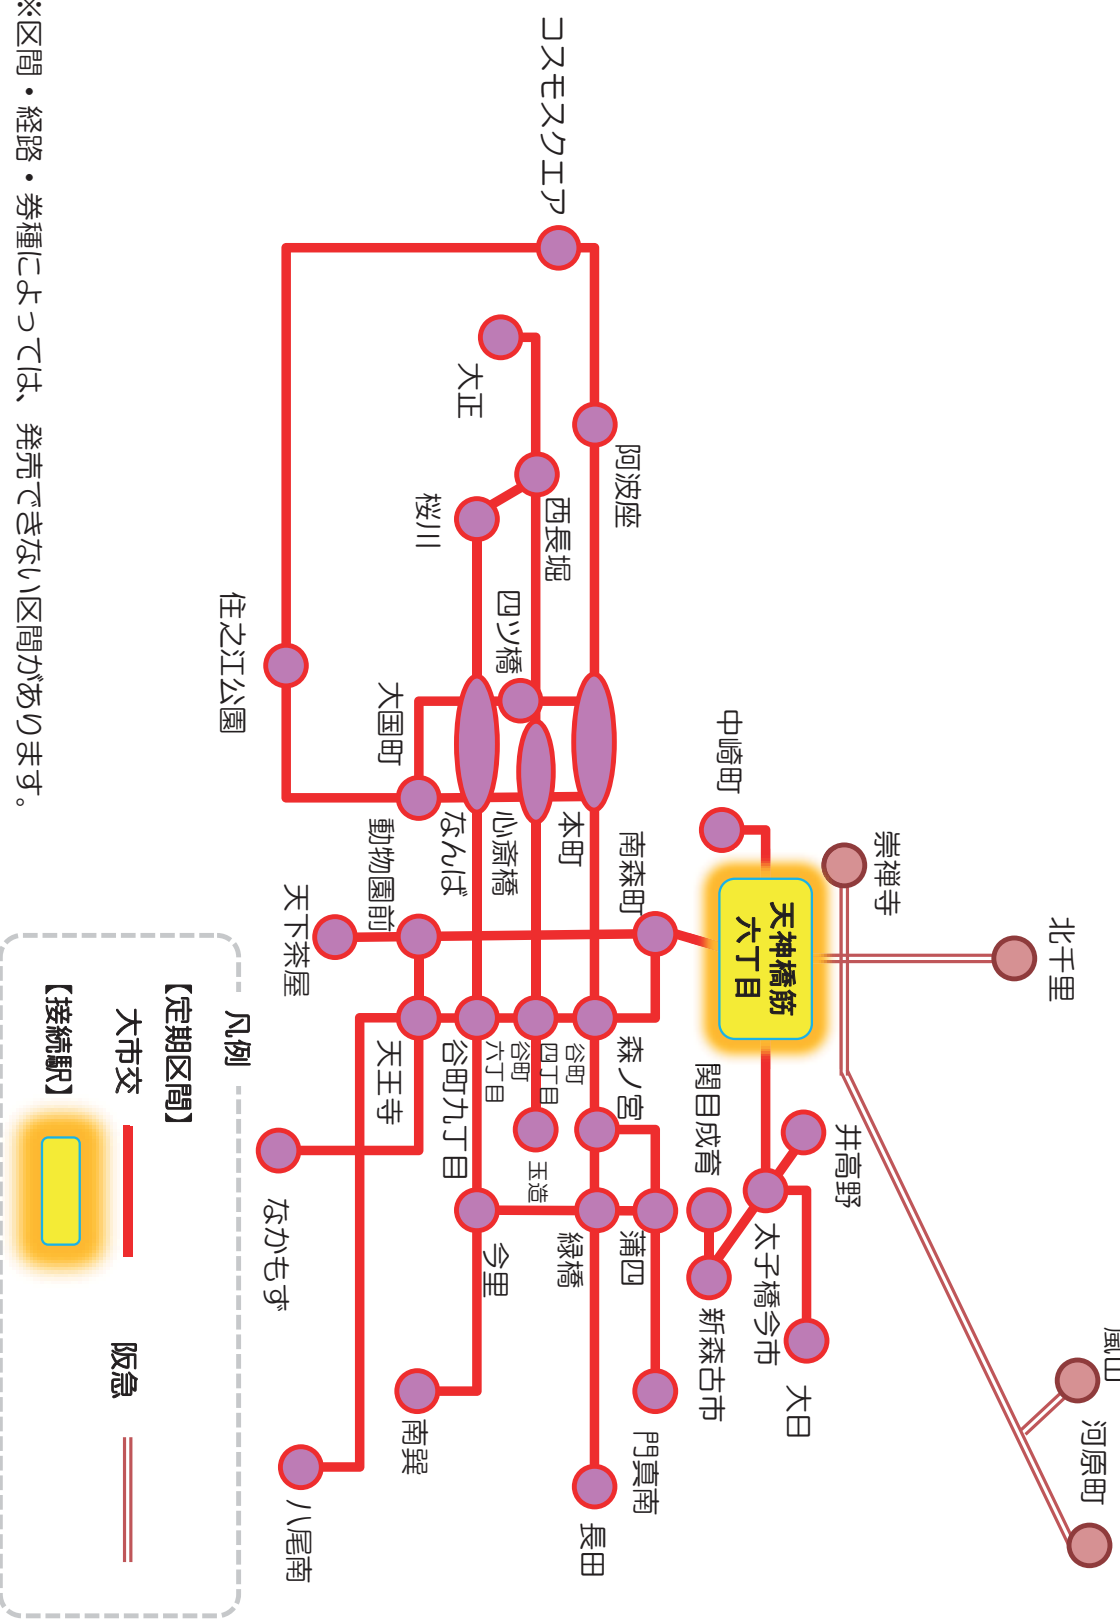 嵐山
河原町
北千里
崇禅寺
中崎町
天神橋筋
六丁目
井高野
太子橋今市
大日
関目成育
新森古市
南森町
門真南
蒲四
森ノ宮
阿波座
本町
谷町
四丁目
緑橋
長田
コスモスクエア
西長堀
四ツ橋
心斎橋
谷町
六丁目
玉造
大正
桜川
なんば
谷町九丁目
今里
南巽
大国町
動物園前
天王寺
天下茶屋
八尾南
なかもず
住之江公園
凡例
【定期区間】
大市交
阪急
【接続駅】
※区間・経路・券種によっては、発売できない区間があります。